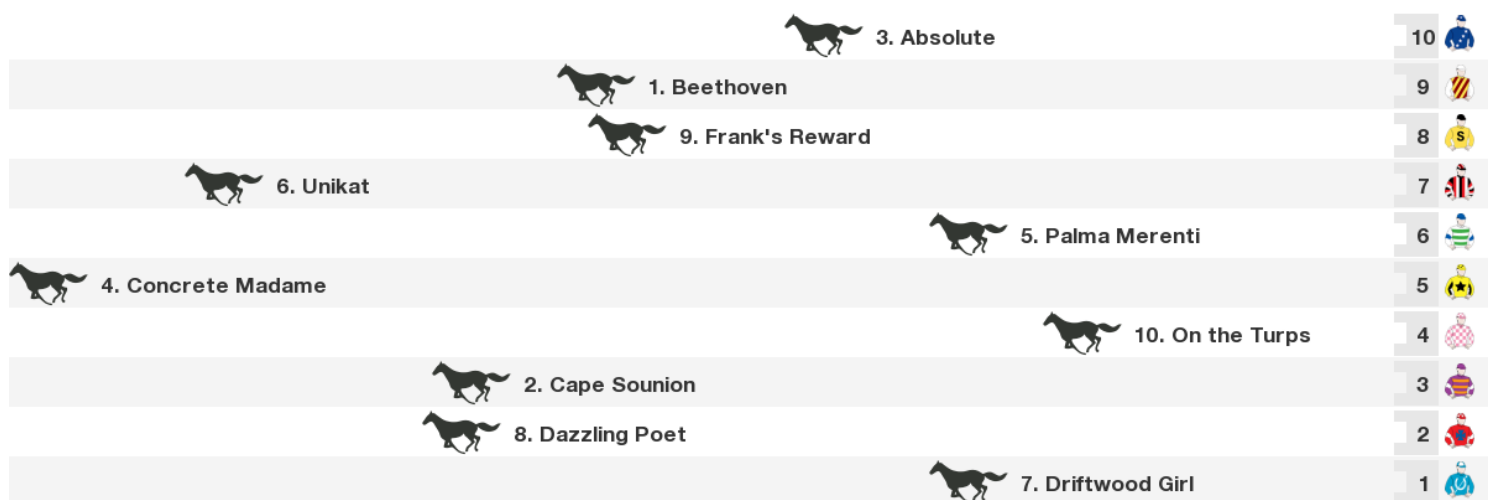 3. Absolute 10
1. Beethoven 9
9. Frank's Reward 8 S
6. Unikat 7
5. Palma Merenti 6
4. Concrete Madame 5
10. On the Turps 4
2. Cape Sounion 3
8. Dazzling Poet 2
7. Driftwood Girl 1